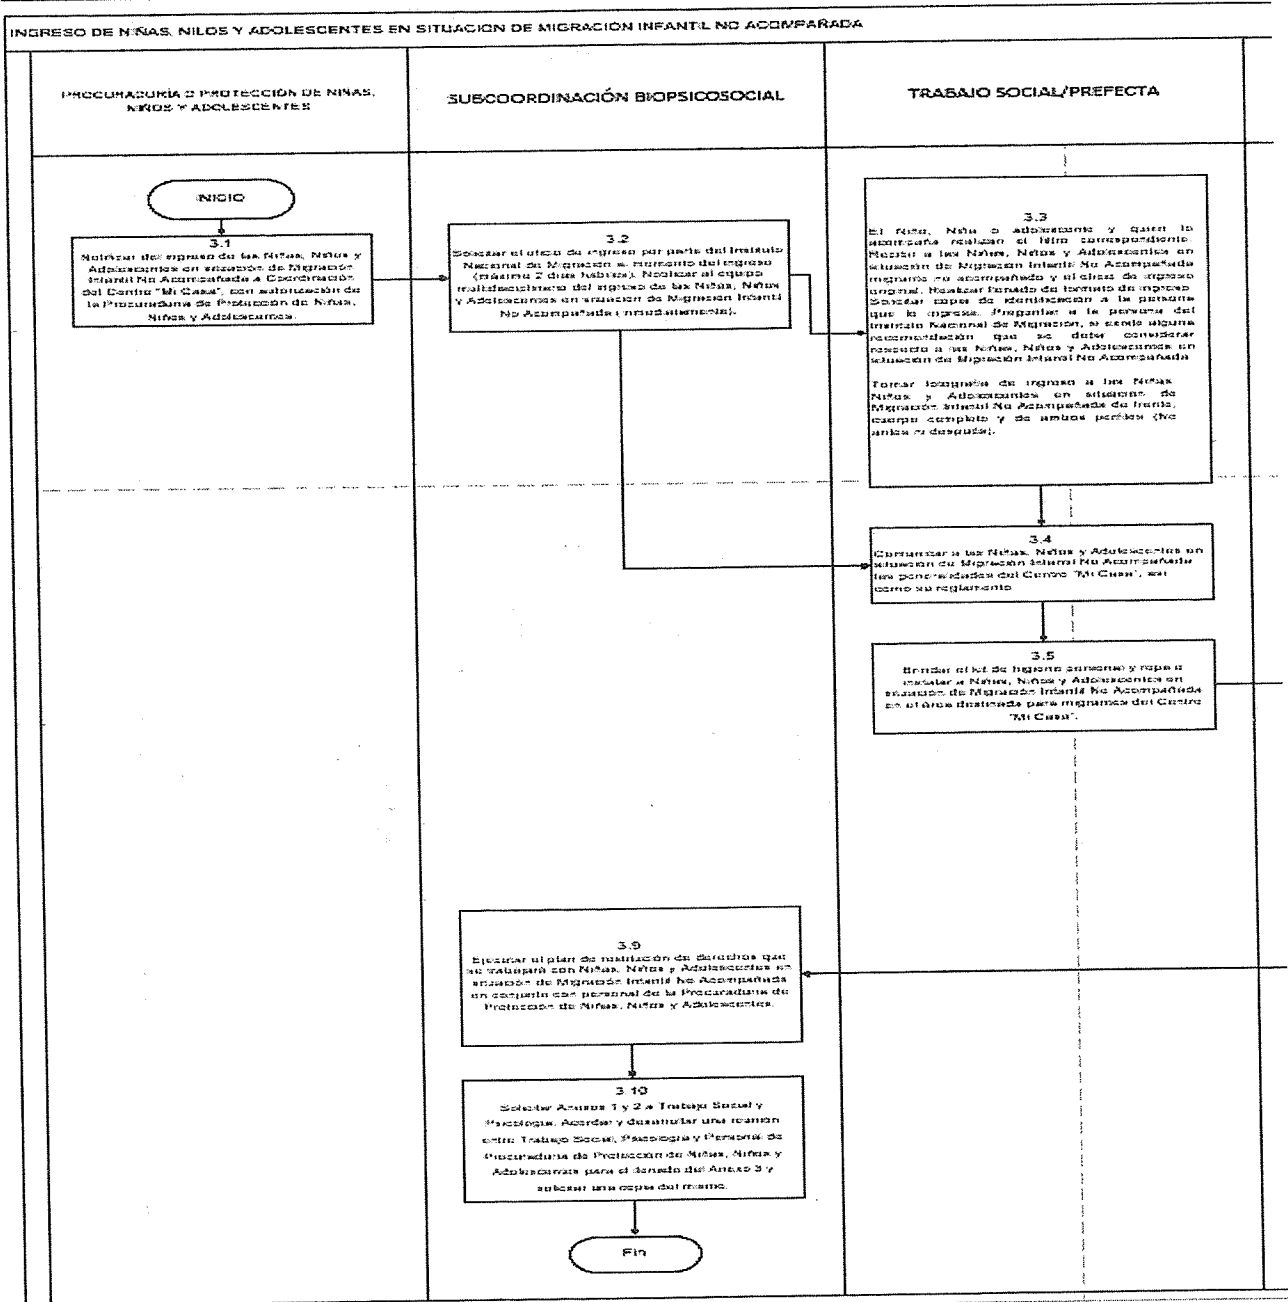 INGRESO DE NIÑAS, NILOS Y ADOLESCENTES EN SITUACION DE MIGRACION INFANTIL NO ACOMPAÑADA
PROCURADURÍA D PROTECCIÓN DE NIÑAS,
NIÑOS Y ADOLESCENTES
SUBCOORDINACIÓN BIOPSICOSOCIAL
TRABAJO SOCIAL/PREFECTA
INICIO
3.1
Notificar del ingreso de las Niñas, Niños y
Adolescentes en situación de Migración
Infantil No Acompañada a Coordinación
del Centro "Mi Casa", con autorización de
la Procuraduría de Protección de Niñas,
Niños y Adolescentes.
3.2
Solicitar el oficio de ingreso por parte del Instituto
Nacional de Migración al momento del ingreso
(máximo 2 días hábiles). Notificar al equipo
multidisciplinario del ingreso de las Niñas, Niños
y Adolescentes en situación de Migración Infantil
No Acompañada (inmediatamente).
3.3
El Niño, Niña o adolescente y quien lo
acompaña realizan el filtro correspondiente.
Recibir a las Niñas, Niños y Adolescentes en
situación de Migración Infantil No Acompañada
migrante no acompañado y el oficio de ingreso
original. Realizar llenado de formato de ingreso.
Solicitar copia de identificación a la persona
que lo ingresa. Preguntar a la persona del
Instituto Nacional de Migración, si existe alguna
recomendación que se debe considerar
respecto a las Niñas, Niños y Adolescentes en
situación de Migración Infantil No Acompañada
Tomar fotografía de ingreso a las Niñas
Niños y Adolescentes en situación de
Migración Infantil No Acompañada de frente,
cuerpo completo y de ambos perfiles (No
antes ni después).
3.4
Comunicar a las Niñas, Niños y Adolescentes en
situación de Migración Infantil No Acompañada
las generalidades del Centro "Mi Casa", así
como su reglamento
3.5
Brindar el kit de higiene personal y ropa e
instalar a Niñas, Niños y Adolescentes en
situación de Migración Infantil No Acompañada
en el área destinada para migrantes del Centro
"Mi Casa".
3.9
Ejecutar el plan de restitución de derechos que
se trabajará con Niñas, Niños y Adolescentes en
situación de Migración Infantil No Acompañada
en conjunto con personal de la Procuraduría de
Protección de Niñas, Niños y Adolescentes.
3.10
Solicitar Anexos 1 y 2 a Trabajo Social y
Psicología. Acordar y desarrollar una reunión
entre Trabajo Social, Psicología y Personal de
Procuraduría de Protección de Niñas, Niños y
Adolescentes para el llenado del Anexo 3 y
solicitar una copia del mismo.
Fin